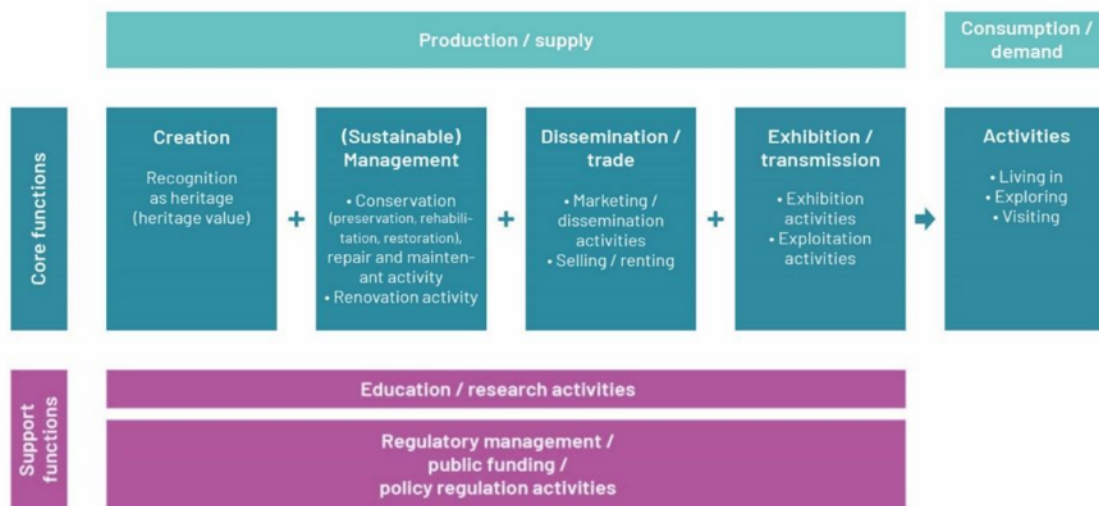 Production / supply
Consumption /
demand
Core functions
Creation
Recognition
as heritage
(heritage value)
+
(Sustainable)
Management
• Conservation
(preservation, rehabili-
tation, restoration),
repair and mainten-
ant activity
• Renovation activity
+
Dissemination /
trade
• Marketing /
dissemination
activities
• Selling / renting
+
Exhibition /
transmission
• Exhibition
activities
• Exploitation
activities
Activities
• Living in
• Exploring
• Visiting
Support
functions
Education / research activities
Regulatory management /
public funding /
policy regulation activities